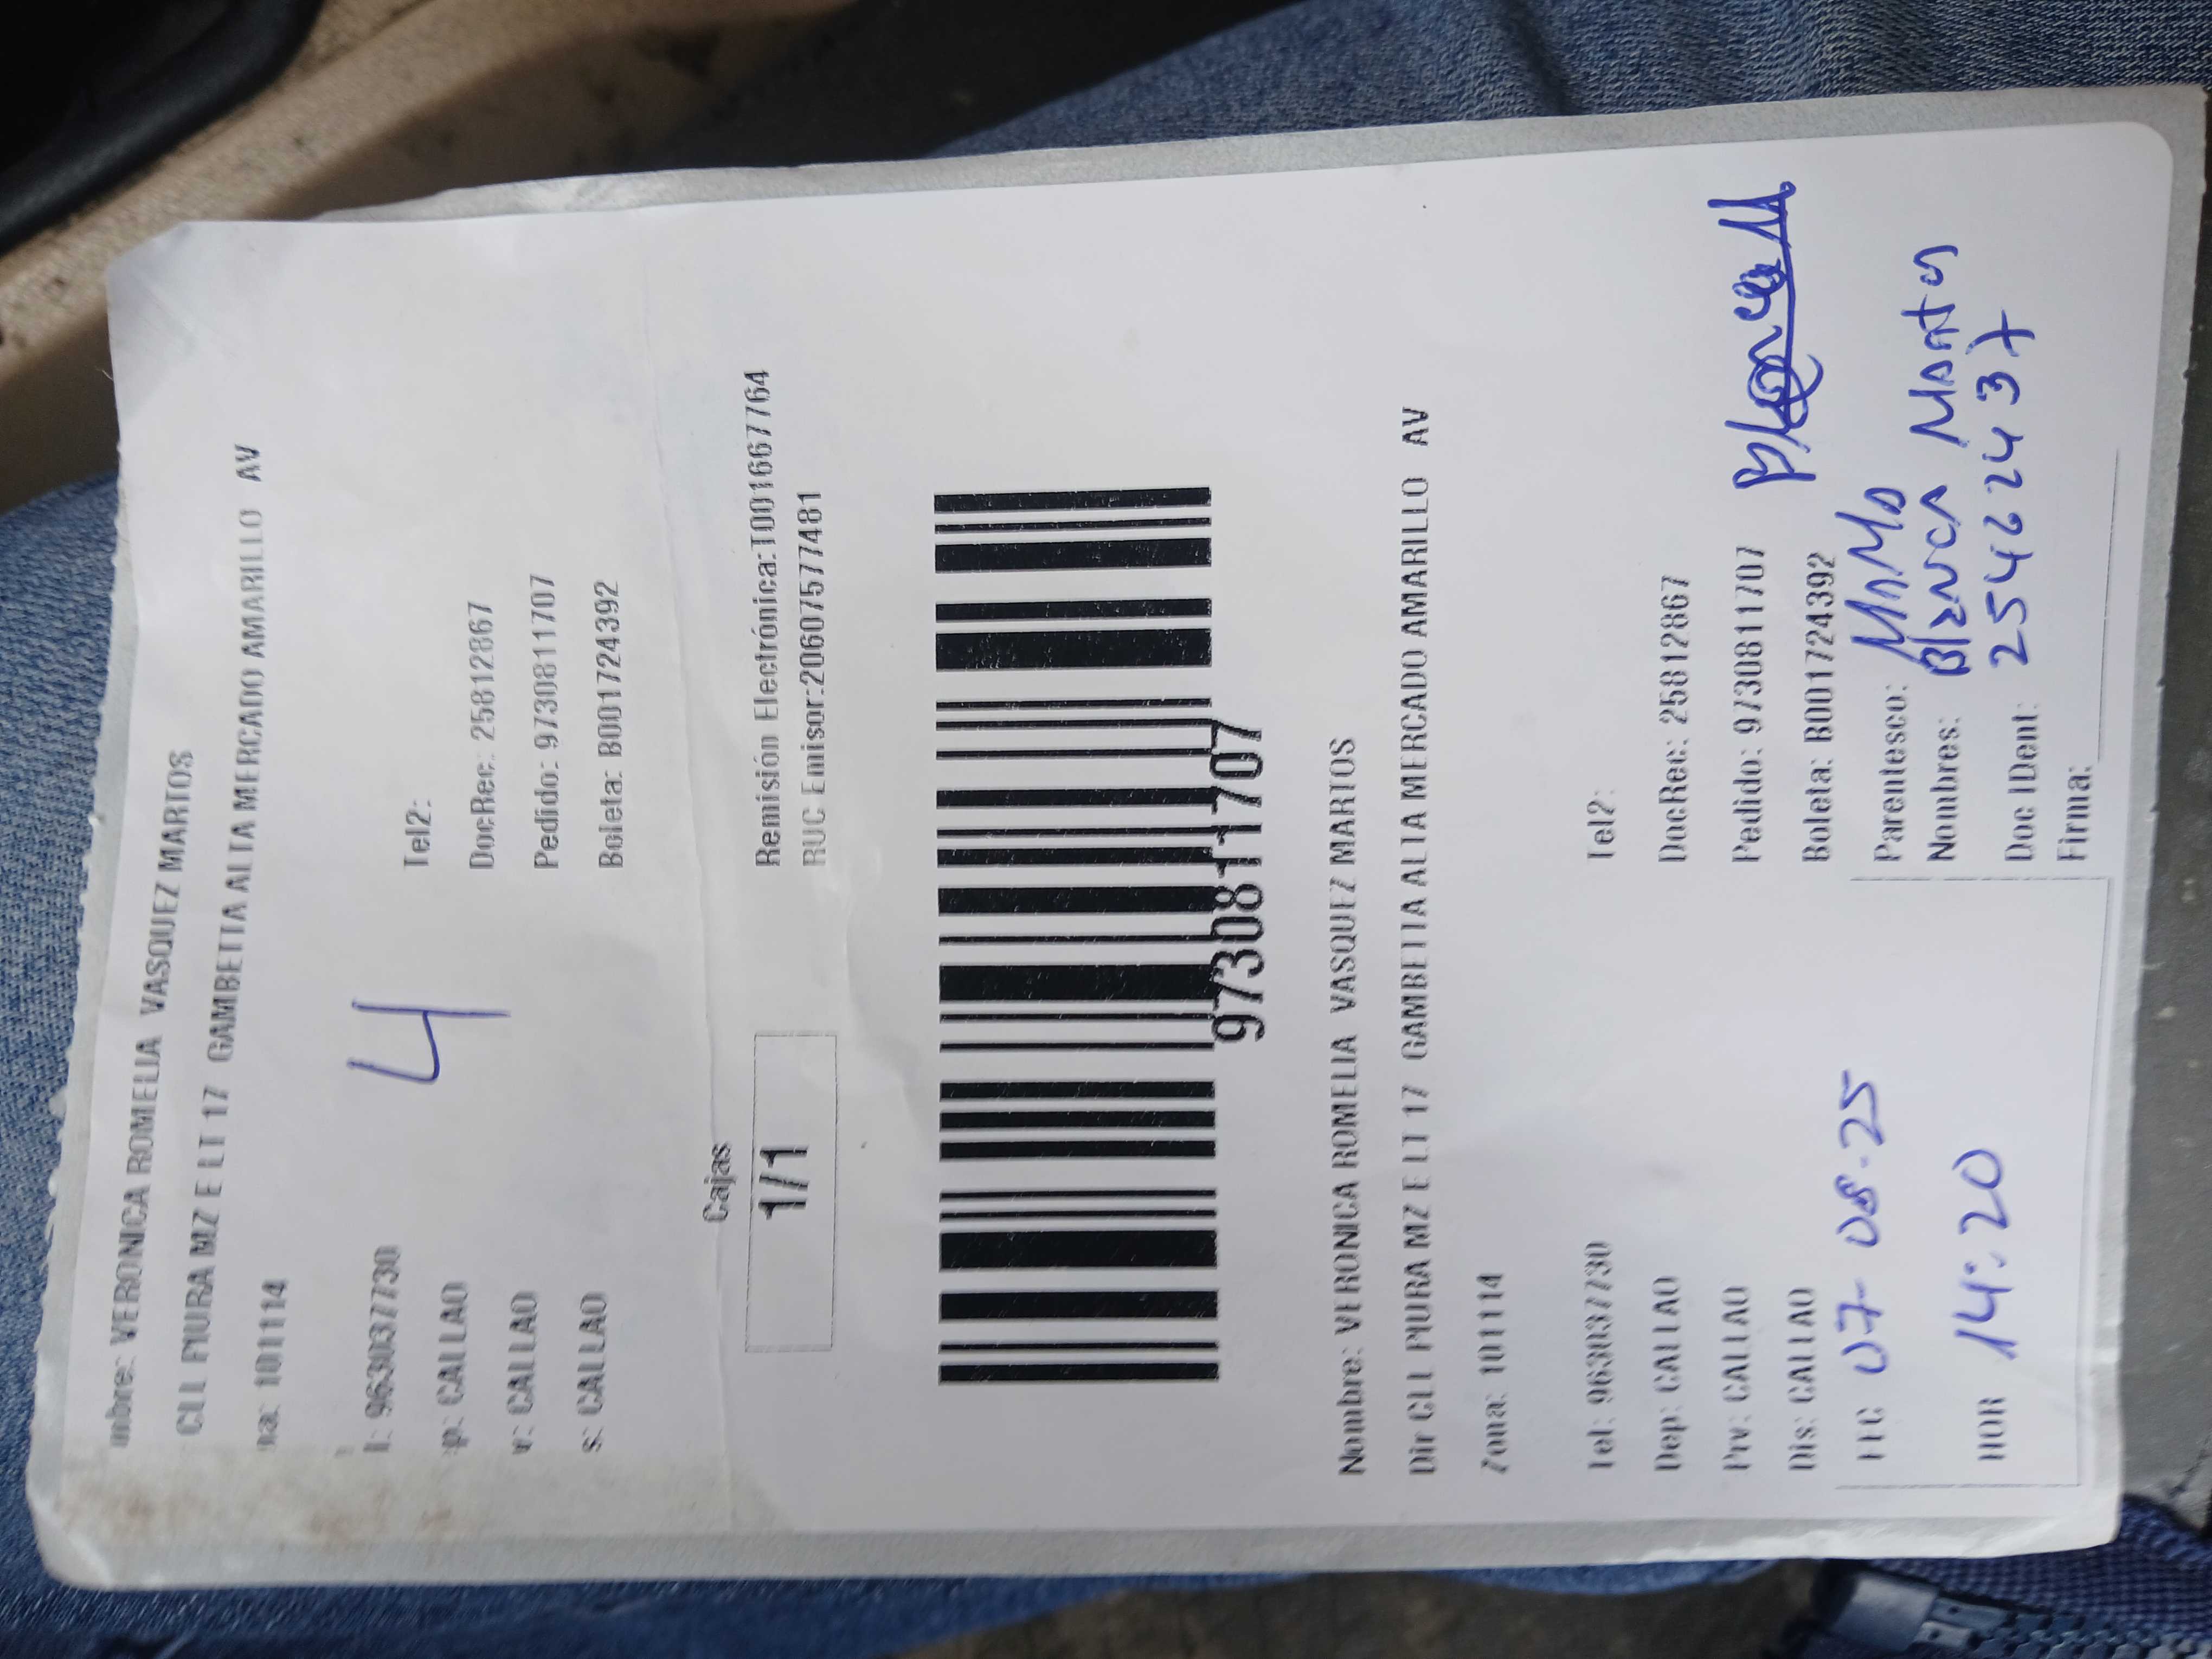 mbre: VERONICA ROMELIA VASQUEZ MARTOS
CLL PIURA MZ E LT 17 GAMBETTA ALTA MERCADO AMARILLO AV
na: 101114
4
l: 963037730 Tel2:
p: CALLAO DocRec: 25812867
v: CALLAO Pedido: 9730811707
s: CALLAO Boleta: B001724392
Cajas
1/1
Remisión Electrónica:T001667764
RUC Emisor:20607577481
9730811707
Nombre: VERONICA ROMELIA VASQUEZ MARTOS
Dir CLL PIURA MZ E LT 17 GAMBETTA ALTA MERCADO AMARILLO AV
Zona: 101114
Tel: 963037730 Tel2:
Dep: CALLAO DocRec: 25812867
Prv: CALLAO Pedido: 9730811707
Dis: CALLAO Boleta: B001724392
FEC 07-08-25
HOR 14:20
Parentesco: MAMA
Nombres: Blanca Martos
Doc IDent: 25462437
Firma: